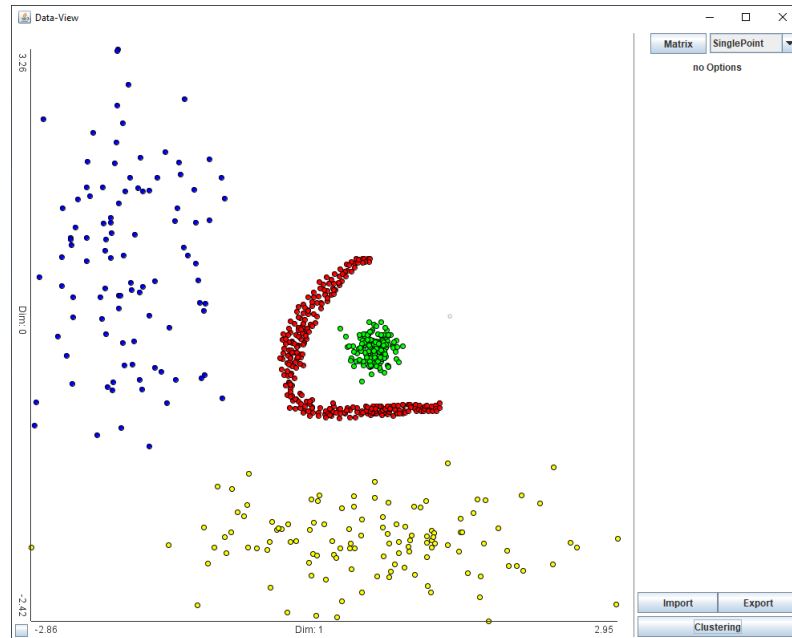 Data-View
3.26
Dim: 0
-2.42
-2.86
Dim: 1
2.95
Matrix
SinglePoint
no Options
Import
Export
Clustering